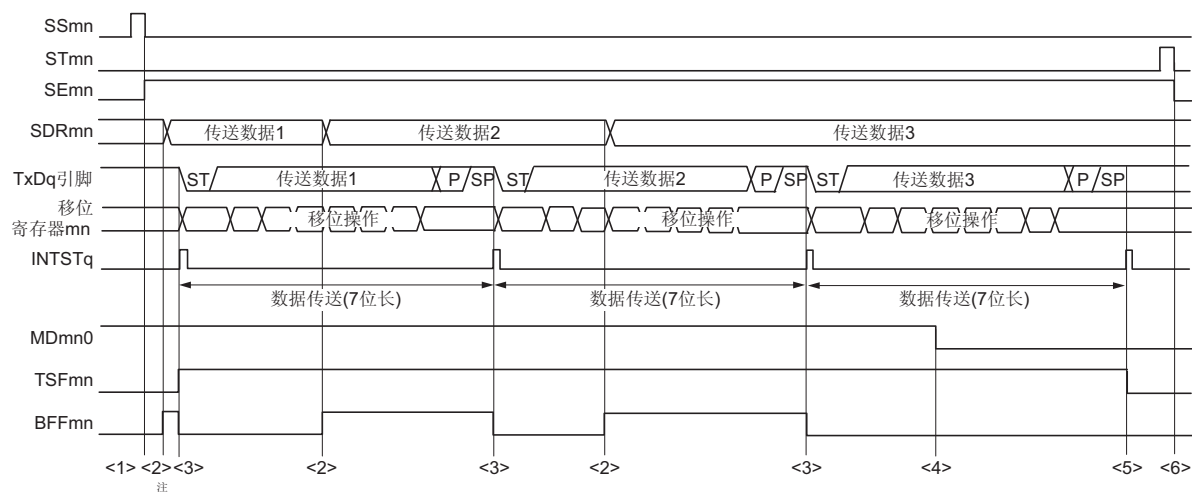 SSmn
STmn
SEmn
SDRmn 传送数据1 传送数据2 传送数据3
TxDq引脚 ST 传送数据1 P SP ST 传送数据2 P SP ST 传送数据3 P SP
移位
寄存器mn 移位操作 移位操作 移位操作
INTSTq
数据传送(7位长) 数据传送(7位长) 数据传送(7位长)
MDmn0
TSFmn
BFFmn
<1> <2> <3> <2> <3> <2> <3> <4> <5> <6>
注